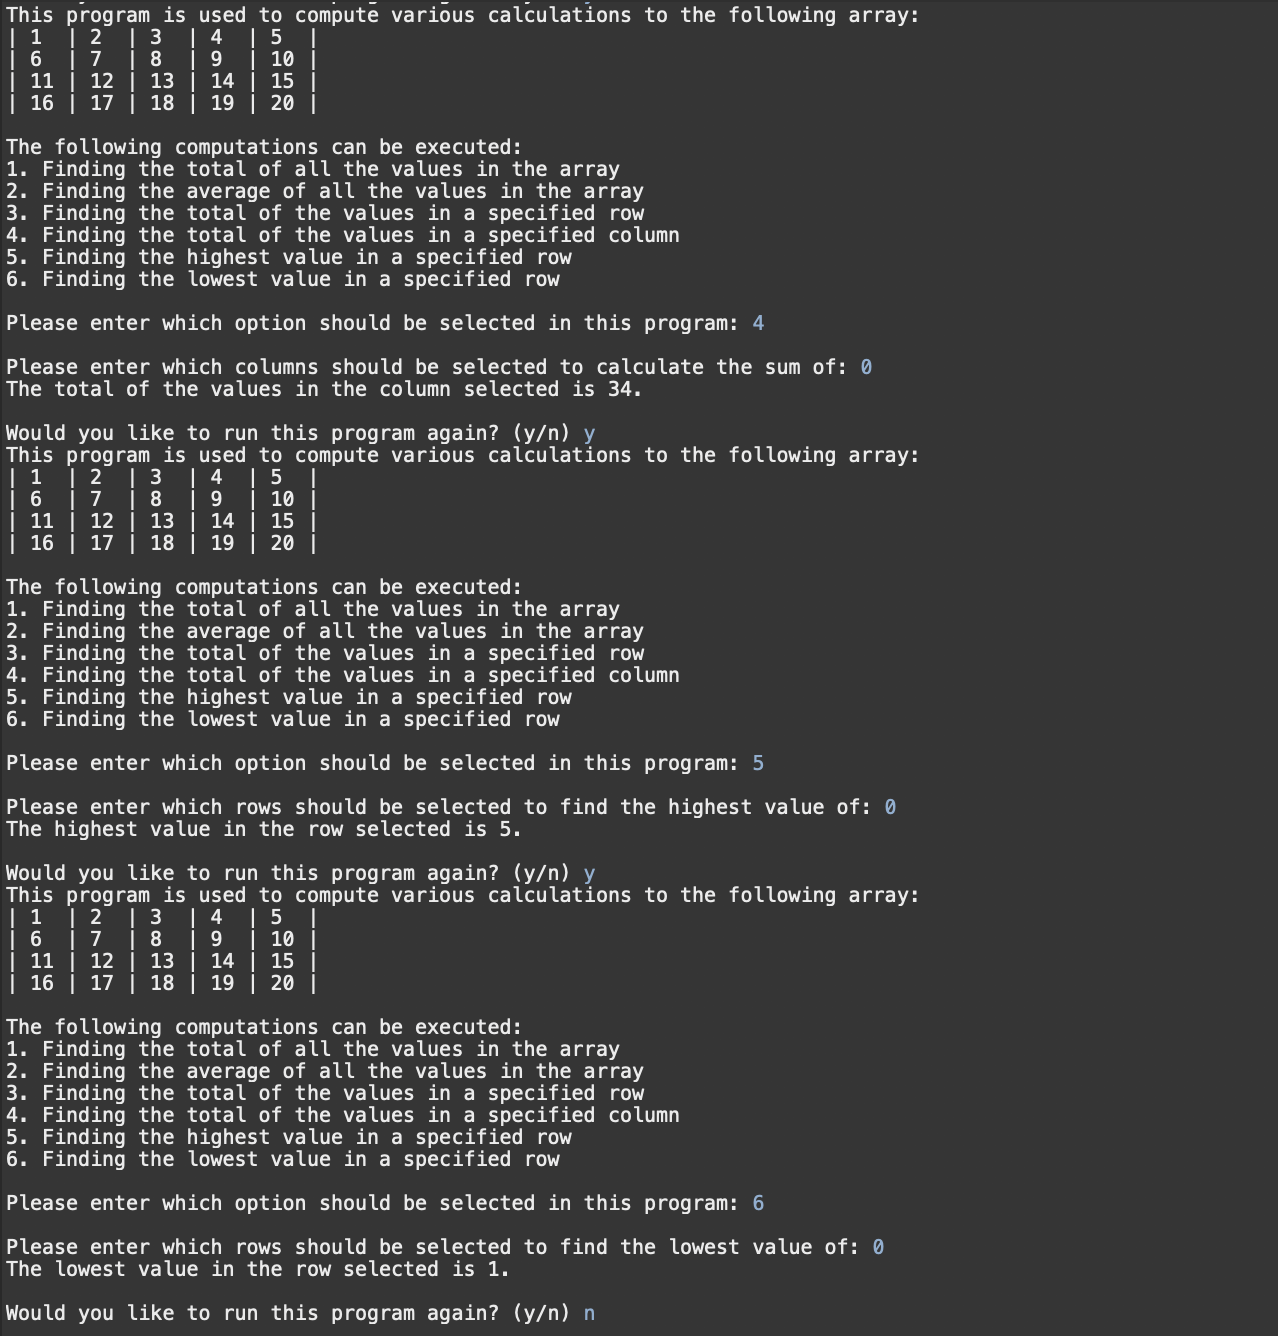 This program is used to compute various calculations to the following array:
| 1  | 2  | 3  | 4  | 5  |
| 6  | 7  | 8  | 9  | 10 |
| 11 | 12 | 13 | 14 | 15 |
| 16 | 17 | 18 | 19 | 20 |

The following computations can be executed:
1. Finding the total of all the values in the array
2. Finding the average of all the values in the array
3. Finding the total of the values in a specified row
4. Finding the total of the values in a specified column
5. Finding the highest value in a specified row
6. Finding the lowest value in a specified row

Please enter which option should be selected in this program: 4

Please enter which columns should be selected to calculate the sum of: 0
The total of the values in the column selected is 34.

Would you like to run this program again? (y/n) y
This program is used to compute various calculations to the following array:
| 1  | 2  | 3  | 4  | 5  |
| 6  | 7  | 8  | 9  | 10 |
| 11 | 12 | 13 | 14 | 15 |
| 16 | 17 | 18 | 19 | 20 |

The following computations can be executed:
1. Finding the total of all the values in the array
2. Finding the average of all the values in the array
3. Finding the total of the values in a specified row
4. Finding the total of the values in a specified column
5. Finding the highest value in a specified row
6. Finding the lowest value in a specified row

Please enter which option should be selected in this program: 5

Please enter which rows should be selected to find the highest value of: 0
The highest value in the row selected is 5.

Would you like to run this program again? (y/n) y
This program is used to compute various calculations to the following array:
| 1  | 2  | 3  | 4  | 5  |
| 6  | 7  | 8  | 9  | 10 |
| 11 | 12 | 13 | 14 | 15 |
| 16 | 17 | 18 | 19 | 20 |

The following computations can be executed:
1. Finding the total of all the values in the array
2. Finding the average of all the values in the array
3. Finding the total of the values in a specified row
4. Finding the total of the values in a specified column
5. Finding the highest value in a specified row
6. Finding the lowest value in a specified row

Please enter which option should be selected in this program: 6

Please enter which rows should be selected to find the lowest value of: 0
The lowest value in the row selected is 1.

Would you like to run this program again? (y/n) n